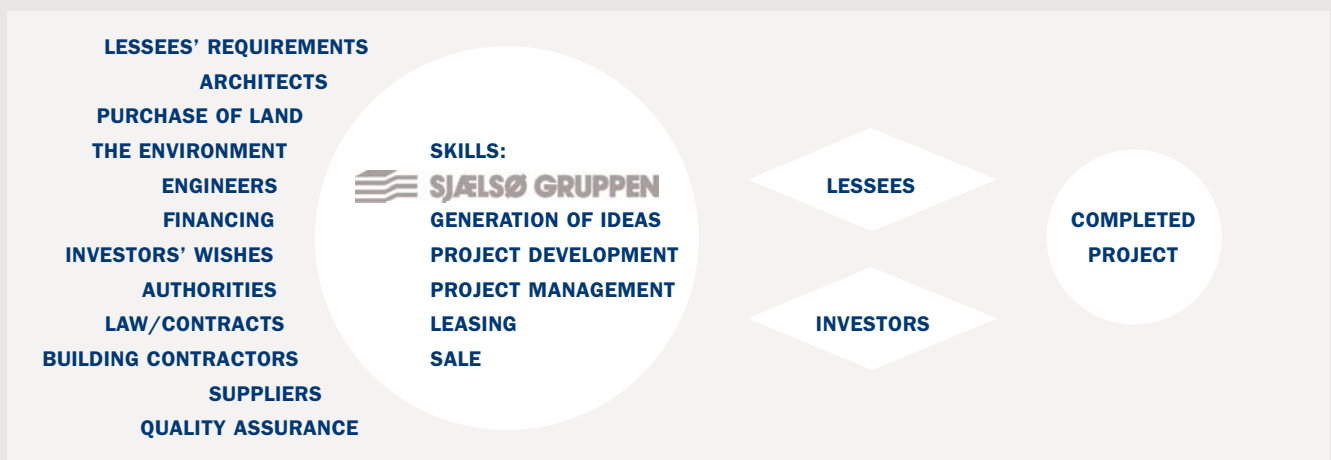 LESSEES’ REQUIREMENTS
ARCHITECTS
PURCHASE OF LAND
THE ENVIRONMENT
ENGINEERS
FINANCING
INVESTORS’ WISHES
AUTHORITIES
LAW/CONTRACTS
BUILDING CONTRACTORS
SUPPLIERS
QUALITY ASSURANCE
SKILLS:
SJÆLSØ GRUPPEN
GENERATION OF IDEAS
PROJECT DEVELOPMENT
PROJECT MANAGEMENT
LEASING
SALE
LESSEES
INVESTORS
COMPLETED
PROJECT